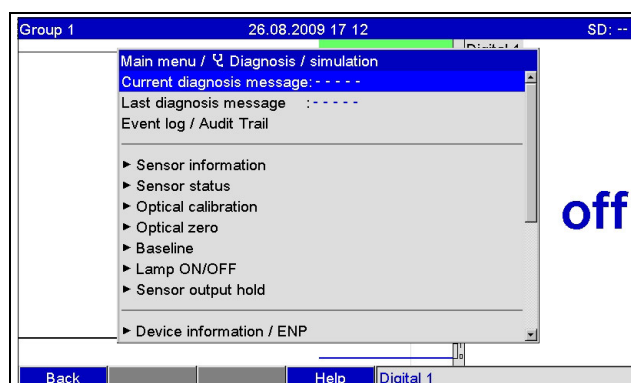 Group 1 26.08.2009 17 12 SD: --
Digital 1
Main menu / Diagnosis / simulation
Current diagnosis message:- - - - -
Last diagnosis message :- - - - -
Event log / Audit Trail
► Sensor information
► Sensor status
► Optical calibration
► Optical zero
► Baseline
► Lamp ON/OFF
► Sensor output hold
► Device information / ENP
off
Back Help Digital 1